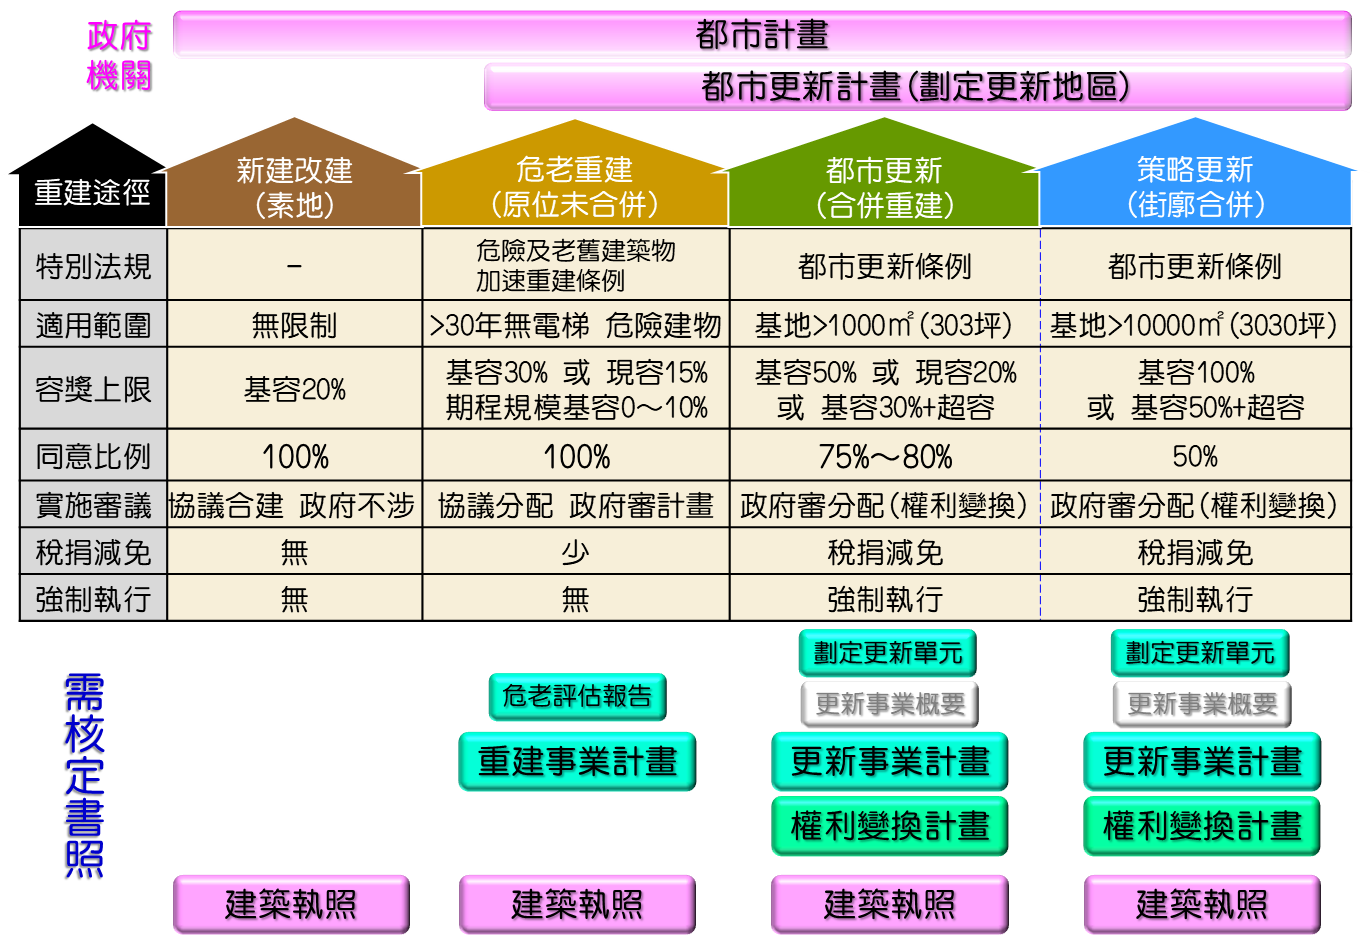 政府
機關
都市計畫
都市更新計畫(劃定更新地區)
重建途徑
新建改建
(素地)
危老重建
(原位未合併)
都市更新
(合併重建)
策略更新
(街廓合併)
特別法規
-
危險及老舊建築物
加速重建條例
都市更新條例
都市更新條例
適用範圍
無限制
>30年無電梯 危險建物
基地>1000㎡(303坪)
基地>10000㎡(3030坪)
容獎上限
基容20%
基容30% 或 現容15%
期程規模基容0～10%
基容50% 或 現容20%
或 基容30%+超容
基容100%
或 基容50%+超容
同意比例
100%
100%
75%～80%
50%
實施審議
協議合建 政府不涉
協議分配 政府審計畫
政府審分配(權利變換)
政府審分配(權利變換)
稅捐減免
無
少
稅捐減免
稅捐減免
強制執行
無
無
強制執行
強制執行
需核定書照
建築執照
危老評估報告
重建事業計畫
建築執照
劃定更新單元
更新事業概要
更新事業計畫
權利變換計畫
建築執照
劃定更新單元
更新事業概要
更新事業計畫
權利變換計畫
建築執照